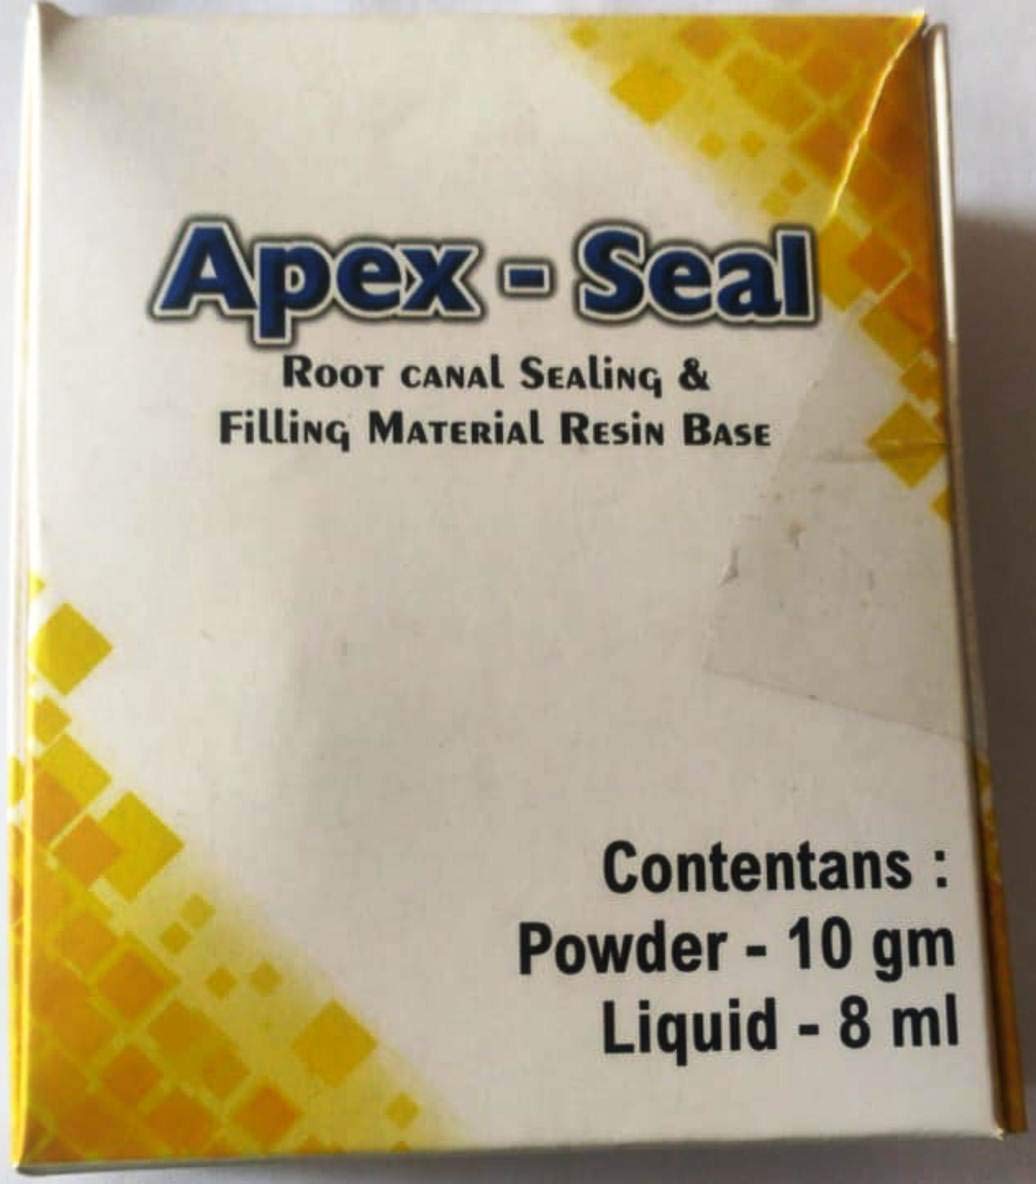 Apex - Seal
Root canal Sealing &
Filling Material Resin Base
Contentans :
Powder - 10 gm
Liquid - 8 ml